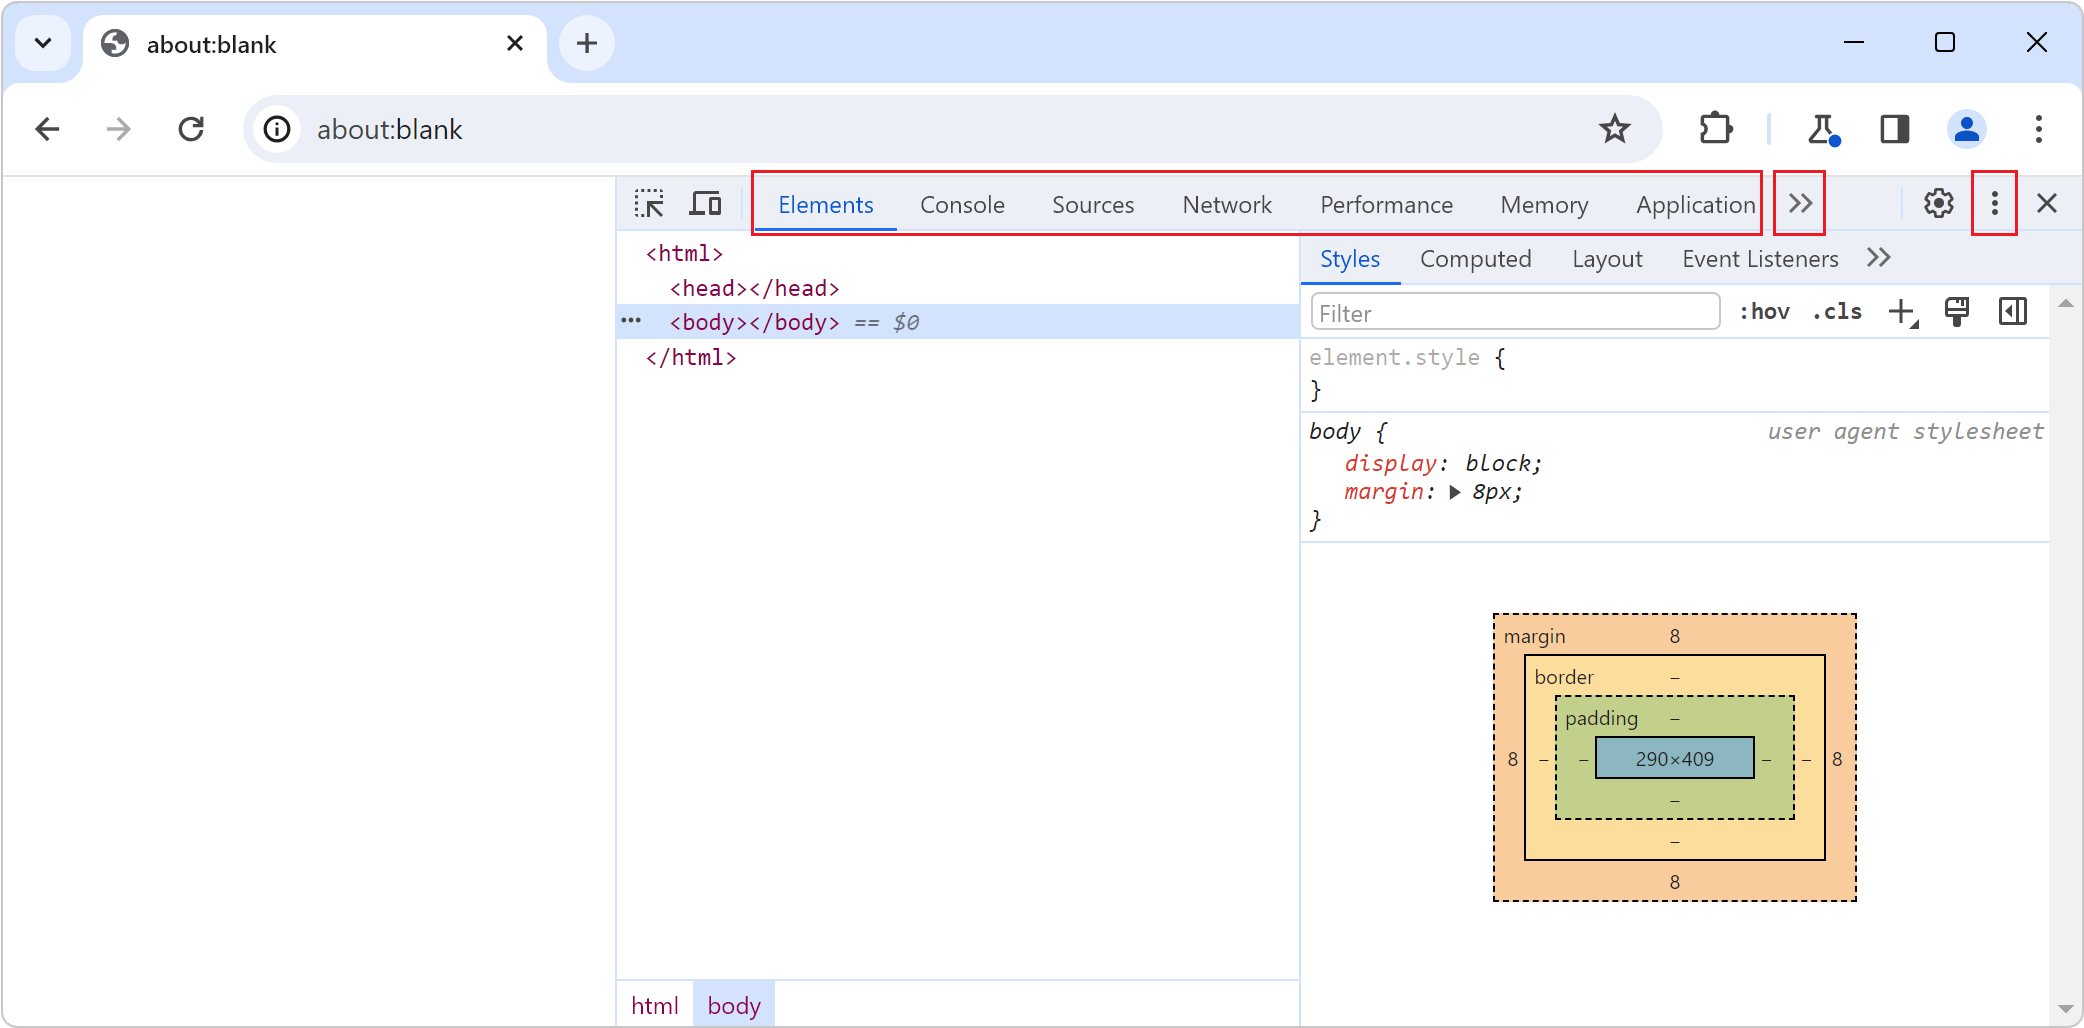 about:blank
about:blank
Elements Console Sources Network Performance Memory Application
<html>
<head></head>
<body></body> == $0
</html>
Styles Computed Layout Event Listeners
Filter :hov .cls
element.style {
}
body { user agent stylesheet
display: block;
margin: 8px;
}
margin 8
border –
padding –
8 – – 290×409 – – 8
–
–
8
html body